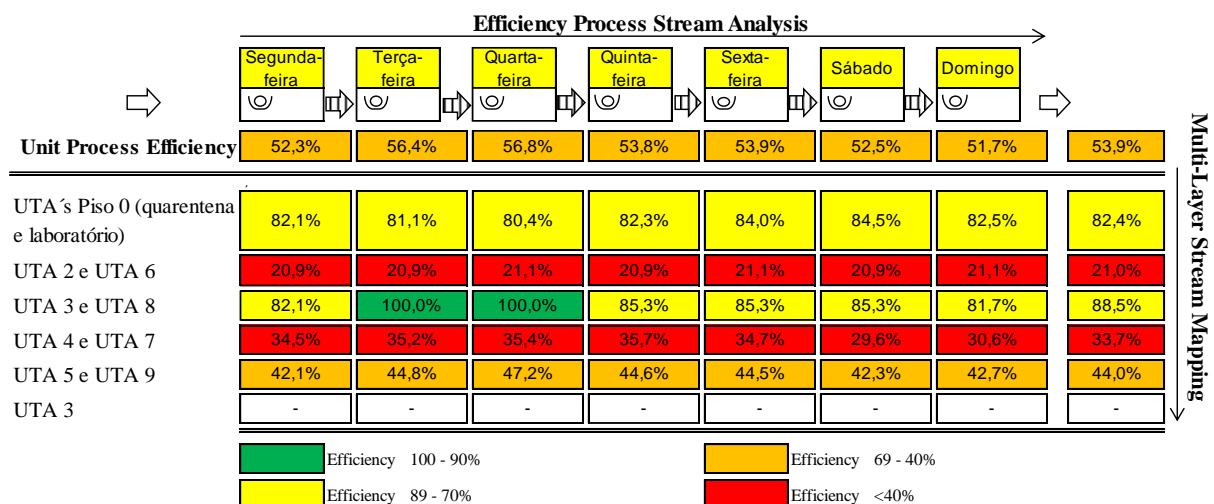 Efficiency Process Stream Analysis
Segunda-
feira
Terça-
feira
Quarta-
feira
Quinta-
feira
Sexta-
feira
Sábado
Domingo
Unit Process Efficiency 52,3% 56,4% 56,8% 53,8% 53,9% 52,5% 51,7% 53,9%
UTA´s Piso 0 (quarentena
e laboratório) 82,1% 81,1% 80,4% 82,3% 84,0% 84,5% 82,5% 82,4%
UTA 2 e UTA 6 20,9% 20,9% 21,1% 20,9% 21,1% 20,9% 21,1% 21,0%
UTA 3 e UTA 8 82,1% 100,0% 100,0% 85,3% 85,3% 85,3% 81,7% 88,5%
UTA 4 e UTA 7 34,5% 35,2% 35,4% 35,7% 34,7% 29,6% 30,6% 33,7%
UTA 5 e UTA 9 42,1% 44,8% 47,2% 44,6% 44,5% 42,3% 42,7% 44,0%
UTA 3 - - - - - - - -
Multi-Layer Stream Mapping
Efficiency 100 - 90%
Efficiency 69 - 40%
Efficiency 89 - 70%
Efficiency <40%